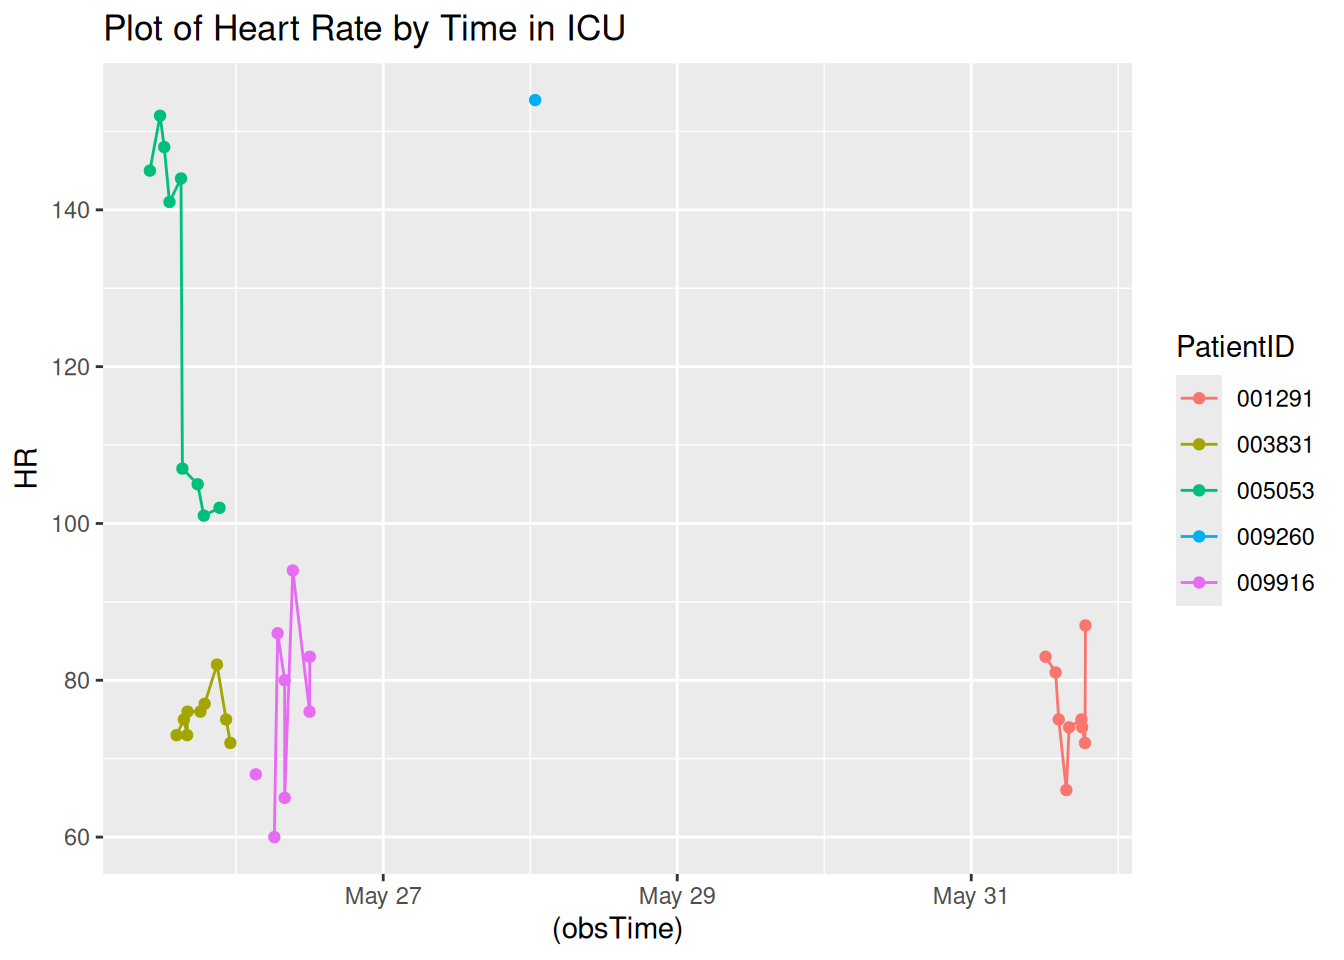 Plot of Heart Rate by Time in ICU
HR
140
120
100
80
60
May 27
May 29
May 31
(obsTime)
PatientID
001291
003831
005053
009260
009916